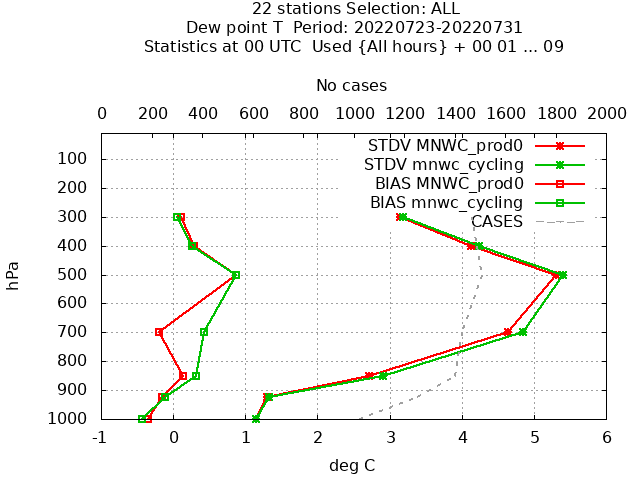 22 stations Selection: ALL
Dew point T  Period: 20220723-20220731
Statistics at 00 UTC  Used {All hours} + 00 01 ... 09
No cases
0 200 400 600 800 1000 1200 1400 1600 1800 2000
STDV MNWC_prod0
STDV mnwc_cycling
BIAS MNWC_prod0
BIAS mnwc_cycling
CASES
hPa
100
200
300
400
500
600
700
800
900
1000
-1 0 1 2 3 4 5 6
deg C